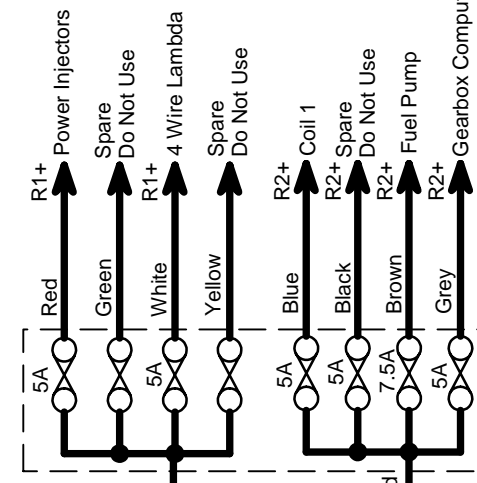 R1+
Power Injectors
Spare
Do Not Use
R1+
4 Wire Lambda
Spare
Do Not Use
R2+
Coil 1
R2+
Spare
Do Not Use
R2+
Fuel Pump
R2+
Gearbox
Red
Green
White
Yellow
Blue
Black
Brown
Grey
5A
5A
5A
5A
7.5A
5A